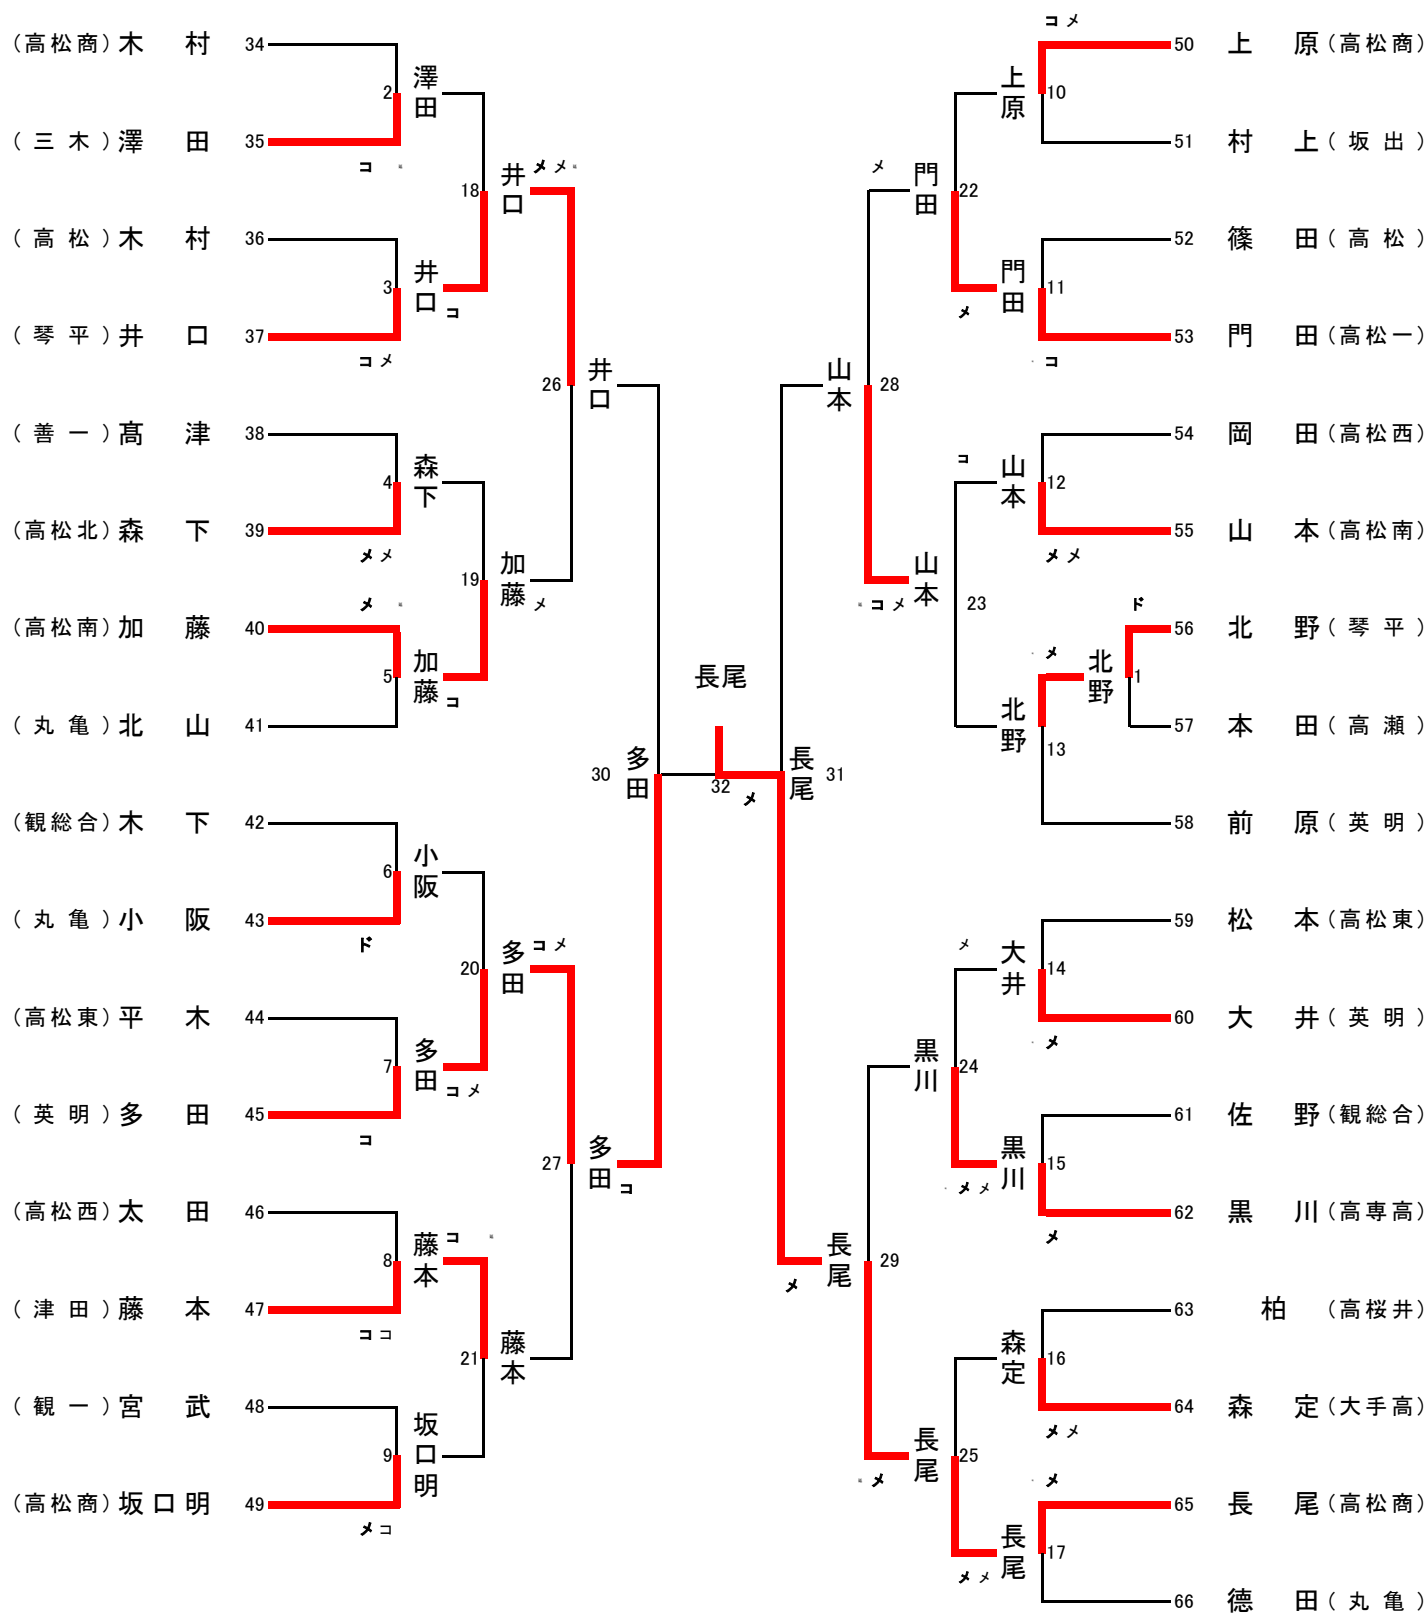 (高松商) 木村 34
2
(三木) 澤田 35
コ
澤田
18
(高松) 木村 36
3
(琴平) 井口 37
コメ
井口
コ
井口
メメ
26
(善一) 髙津 38
4
(高松北) 森下 39
メメ
森下
19
メ
(高松南) 加藤 40
5
(丸亀) 北山 41
加藤
コ
加藤
メ
井口
30
(観総合) 木下 42
6
(丸亀) 小阪 43
ド
小阪
20
(高松東) 平木 44
7
(英明) 多田 45
コ
多田
コメ
多田
コメ
27
(高松西) 太田 46
8
(津田) 藤本 47
ココ
藤本
コ
21
(観一) 宮武 48
9
(高松商) 坂口明 49
メコ
坂口明
藤本
多田
コ
多田
長尾
32
メ
長尾
31
コメ
50 上原 (高松商)
10
51 村上 (坂出)
上原
22
52 篠田 (高松)
11
53 門田 (高松一)
コ
門田
メ
門田
メ
28
54 岡田 (高松西)
12
55 山本 (高松南)
メメ
山本
コ
23
ド
56 北野 (琴平)
1
57 本田 (高瀬)
北野
メ
13
58 前原 (英明)
北野
山本
コメ
山本
59 松本 (高松東)
14
60 大井 (英明)
メ
大井
メ
24
61 佐野 (観総合)
15
62 黒川 (高専高)
メ
黒川
メメ
黒川
29
63 柏 (高桜井)
16
64 森定 (大手高)
メメ
森定
25
メ
65 長尾 (高松商)
17
66 德田 (丸亀)
長尾
メメ
長尾
メ
長尾
メ